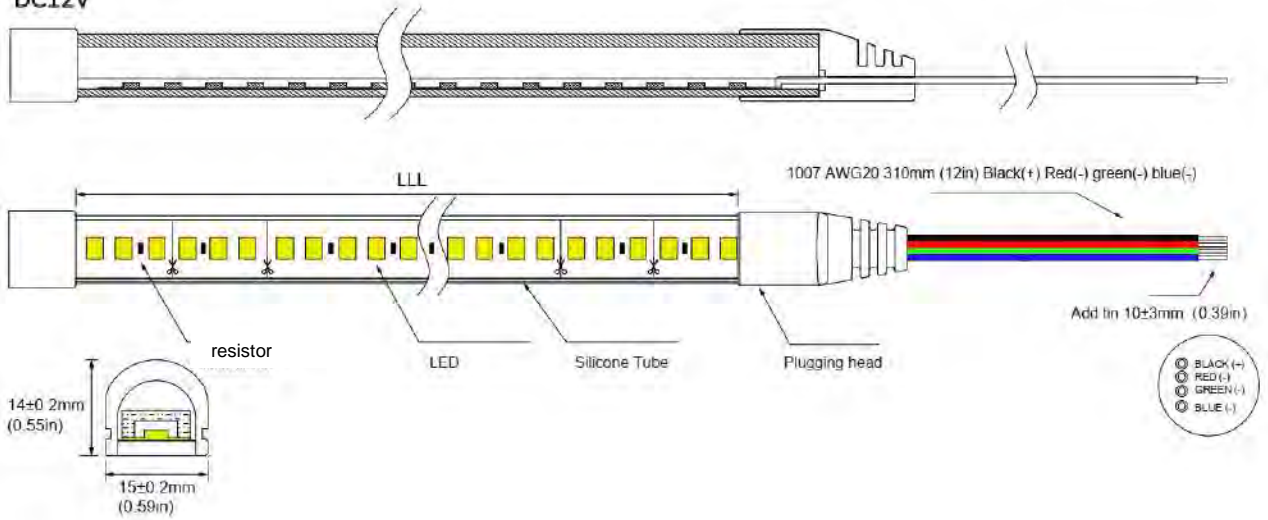 DC12V
LLL
1007 AWG20 310mm (12in) Black(+) Red(-) green(-) blue(-)
resistor
LED
Silicone Tube
Plugging head
Add tin 10±3mm (0.39in)
BLACK (+)
RED (-)
GREEN (-)
BLUE (-)
14±0.2mm
(0.55in)
15±0.2mm
(0.59in)